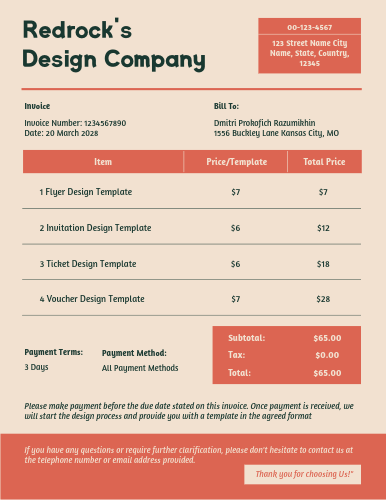 Redrock's
Design Company
00-123-4567
123 Street Name City
Name, State, Country,
12345
Invoice
Invoice Number: 1234567890
Date: 20 March 2028
Bill To:
Dmitri Prokofich Razumikhin
1556 Buckley Lane Kansas City, MO
Item Price/Template Total Price
1 Flyer Design Template $7 $7
2 Invitation Design Template $6 $12
3 Ticket Design Template $6 $18
4 Voucher Design Template $7 $28
Payment Terms:
3 Days
Payment Method:
All Payment Methods
Subtotal: $65.00
Tax: $0.00
Total: $65.00
Please make payment before the due date stated on this invoice. Once payment is received, we
will start the design process and provide you with a template in the agreed format
If you have any questions or require further clarification, please don't hesitate to contact us at
the telephone number or email address provided.
Thank you for choosing Us!"